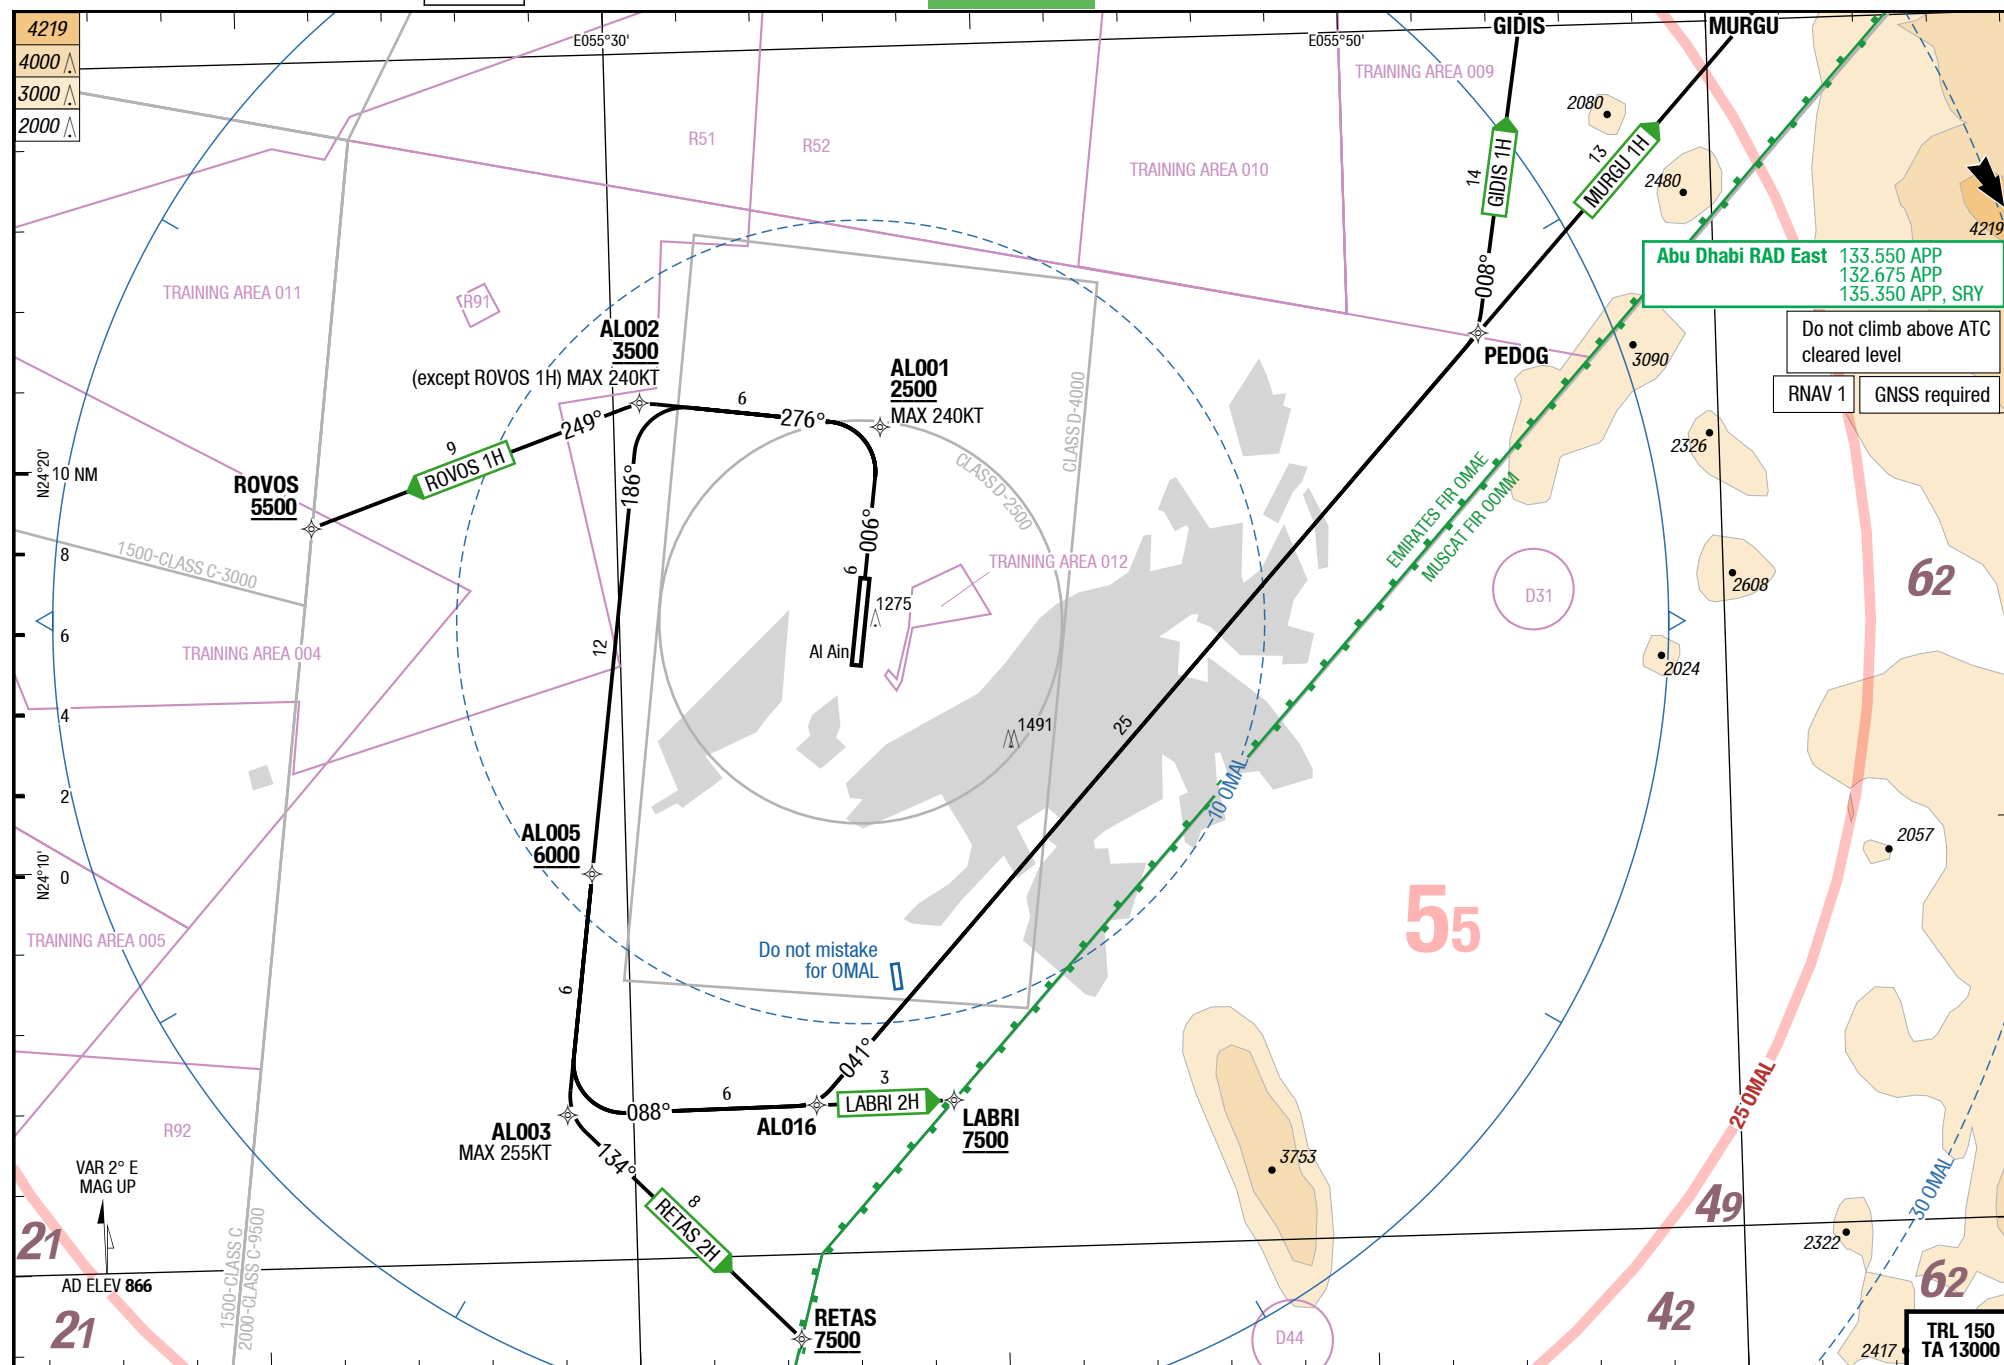 4219
4000
3000
2000
E055°30'
E055°50'
GIDIS
MURGU
TRAINING AREA 009
R51
R52
TRAINING AREA 010
2080
2480
14
GIDIS 1H
008°
13
MURGU 1H
4219
Abu Dhabi RAD East 133.550 APP
132.675 APP
135.350 APP, SRY
Do not climb above ATC
cleared level
RNAV 1
GNSS required
TRAINING AREA 011
R91
AL002
3500
(except ROVOS 1H) MAX 240KT
AL001
2500
MAX 240KT
6
276°
249°
9
ROVOS 1H
ROVOS
5500
186°
006°
6
PEDOG
3090
2326
CLASS D-4000
CLASS D-2500
N24°20'
10 NM
8
6
4
2
0
1500-CLASS C-3000
EMIRATES FIR OMAE
MUSCAT FIR OOMM
TRAINING AREA 012
1275
Al Ain
D31
2608
62
2024
TRAINING AREA 004
12
1491
25
10 OMAL
2057
AL005
6000
N24°10'
TRAINING AREA 005
55
Do not mistake
for OMAL
6
041°
3
LABRI 2H
6
088°
AL016
LABRI
7500
AL003
MAX 255KT
134°
8
RETAS 2H
R92
3753
25 OMAL
30 OMAL
VAR 2° E
MAG UP
AD ELEV 866
21
21
1500-CLASS C
2000-CLASS C-9500
49
2322
62
42
RETAS
7500
D44
2417
TRL 150
TA 13000